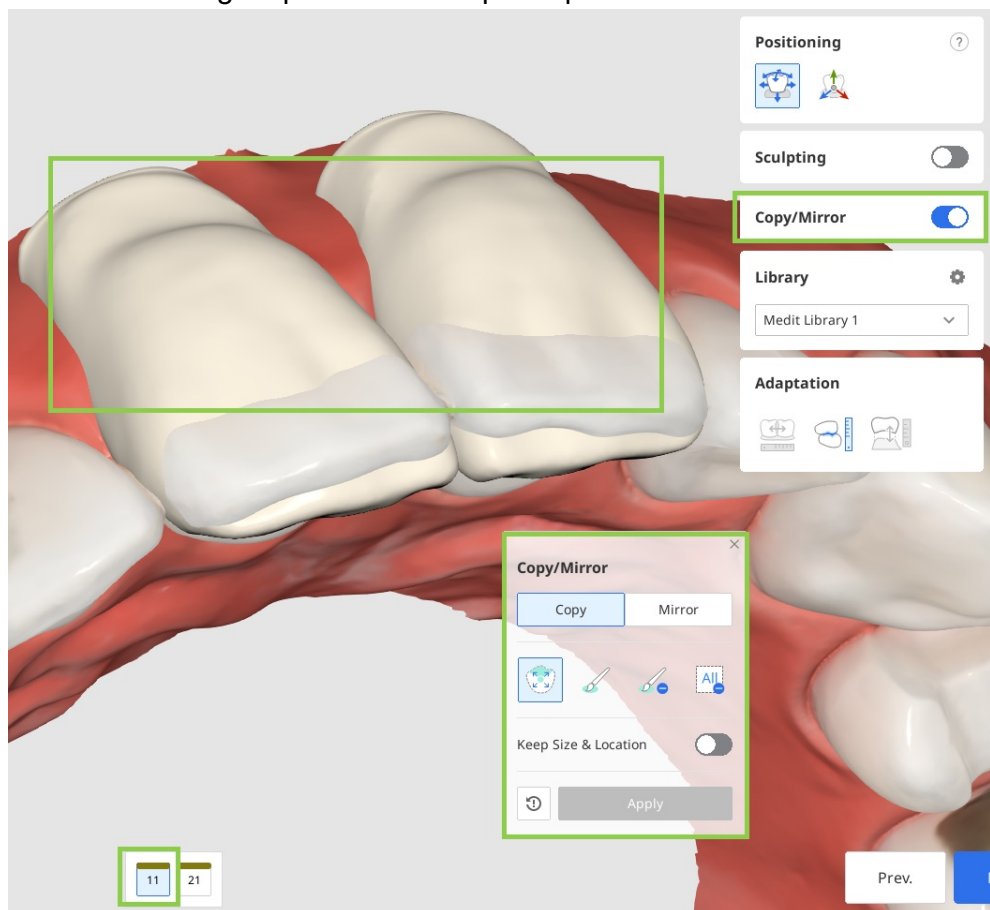 Positioning
?
Sculpting
Copy/Mirror
Library
Medit Library 1
Adaptation
Copy/Mirror
Copy Mirror
All
Keep Size & Location
Apply
11 21
Prev.